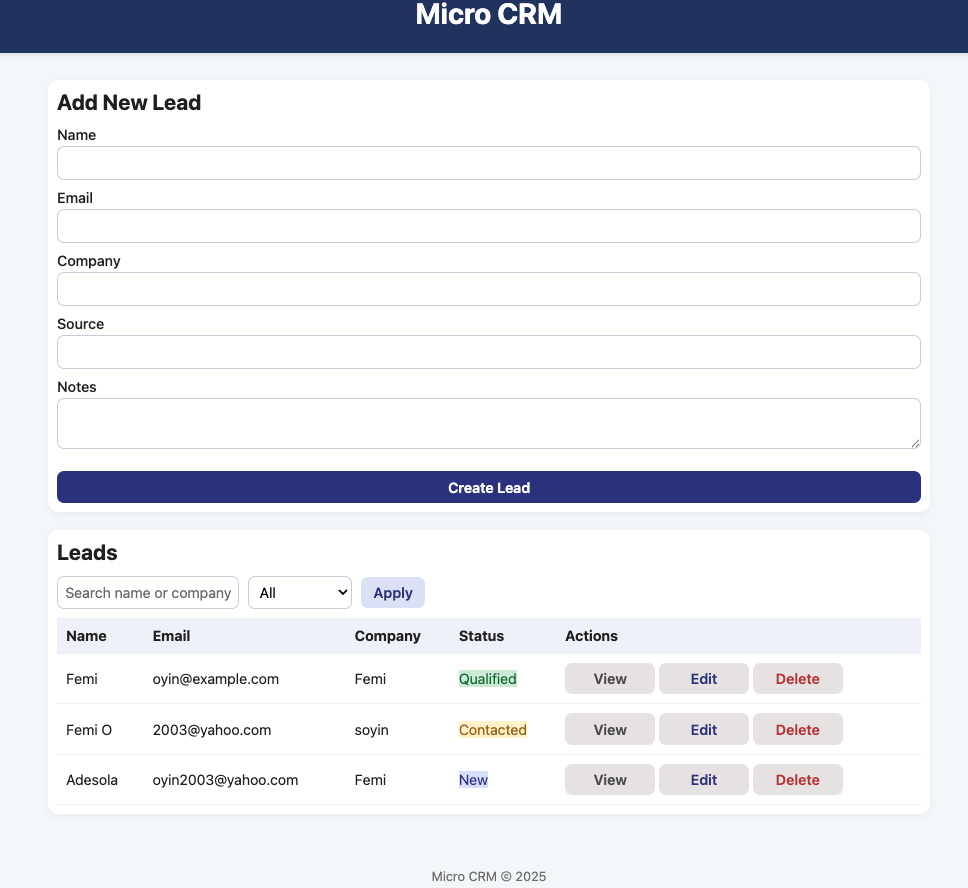 Micro CRM
Add New Lead
Name
Email
Company
Source
Notes
Create Lead
Leads
Search name or company All Apply
Name Email Company Status Actions
Femi oyin@example.com Femi Qualified View Edit Delete
Femi O 2003@yahoo.com soyin Contacted View Edit Delete
Adesola oyin2003@yahoo.com Femi New View Edit Delete
Micro CRM © 2025